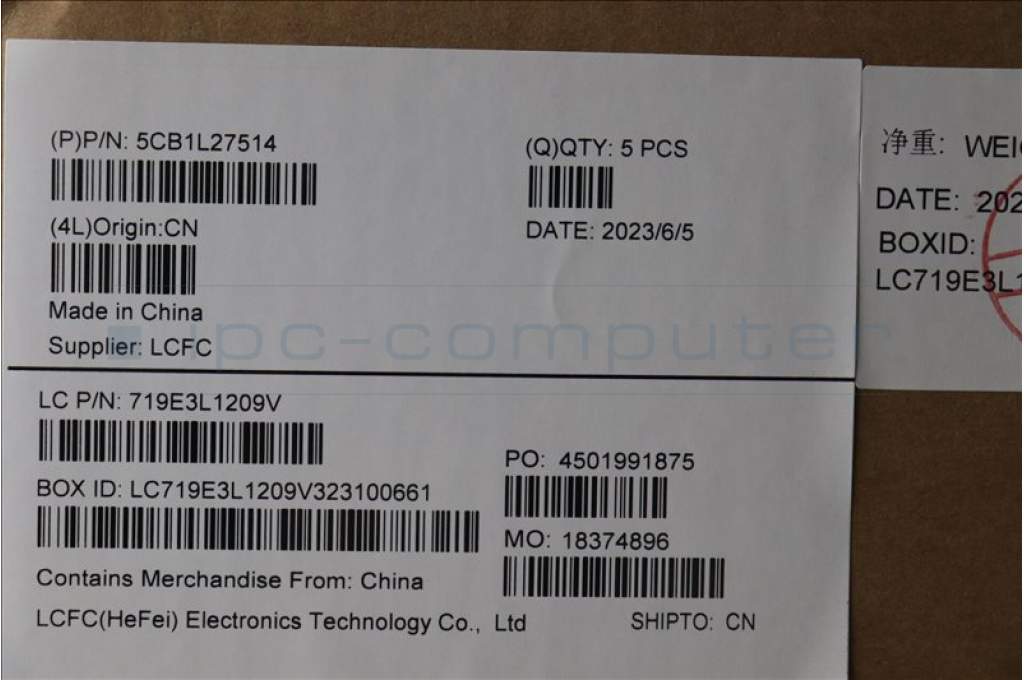 (P)P/N: 5CB1L27514
(Q)QTY: 5 PCS
(4L)Origin:CN
DATE: 2023/6/5
Made in China
Supplier: LCFC
ipc-computer
LC P/N: 719E3L1209V
PO: 4501991875
BOX ID: LC719E3L1209V323100661
MO: 18374896
Contains Merchandise From: China
LCFC(HeFei) Electronics Technology Co., Ltd
SHIPTO: CN
净重:
DATE:
BOXID: